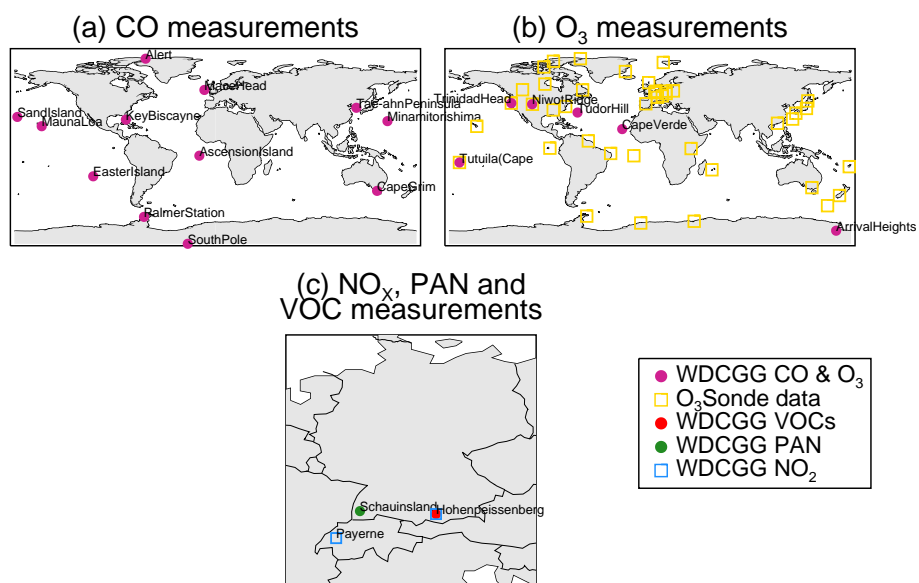 (a) CO measurements
(b) O₃ measurements
Alert
MaceHead
SandIsland
MaunaLoa
KeyBiscayne
Tae-ahnPeninsula
Minamitorishima
AscensionIsland
EasterIsland
CapeGrim
PalmerStation
SouthPole
TrinidadHead
NiwotRidge
TudorHill
CapeVerde
Tutuila(Cape
ArrivalHeights
(c) NOX, PAN and
VOC measurements
Schauinsland
Hohenpeissenberg
Payerne
WDCGG CO & O₃
O₃Sonde data
WDCGG VOCs
WDCGG PAN
WDCGG NO₂